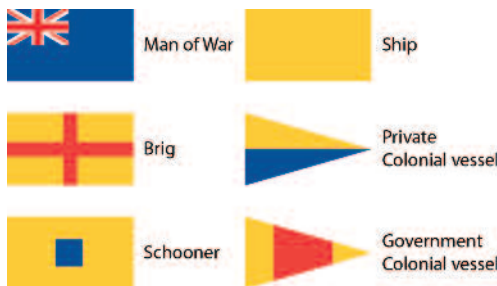 Man of War
Ship
Brig
Private
Colonial vessel
Schooner
Government
Colonial vessel